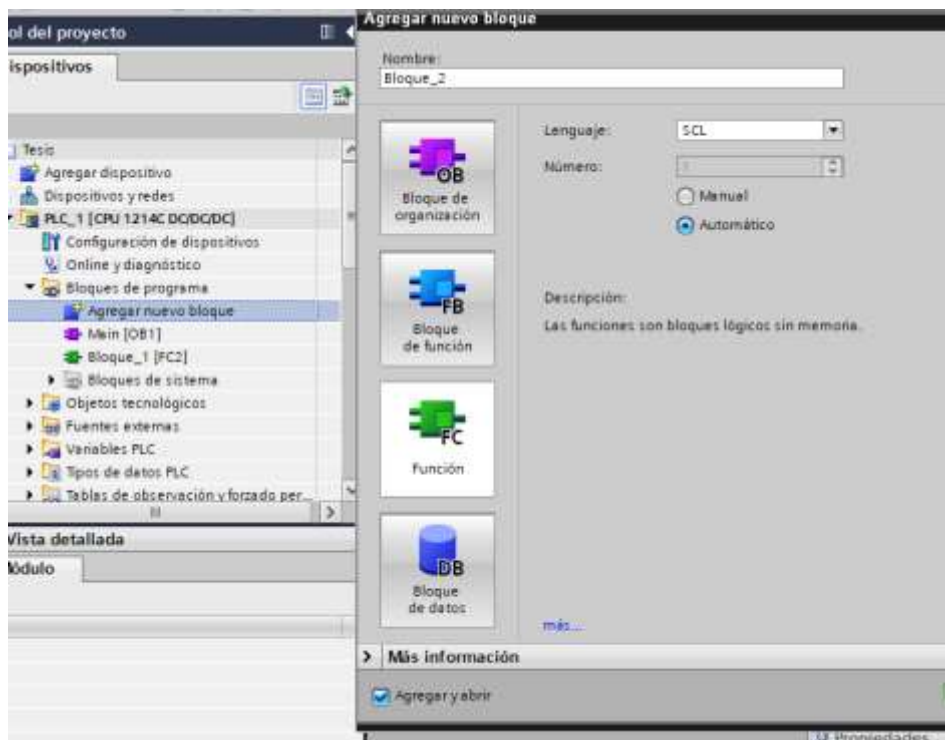 ol del proyecto
ispositivos
Tesis
Agregar dispositivo
Dispositivos y redes
PLC_1 [CPU 1214C DC/DC/DC]
Configuración de dispositivos
Online y diagnóstico
Bloques de programa
Agregar nuevo bloque
Main [OB1]
Bloque_1 [FC2]
Bloques de sistema
Objetos tecnológicos
Fuentes externas
Variables PLC
Tipos de datos PLC
Tablas de observación y forzado per...
Vista detallada
Módulo
Agregar nuevo bloque
Nombre:
Bloque_2
OB
Bloque de
organización
FB
Bloque
de función
FC
Función
DB
Bloque
de datos
Lenguaje: SCL
Número:
Manual
Automático
Descripción:
Las funciones son bloques lógicos sin memoria.
más...
Más información
Agregar y abrir
Propiedades